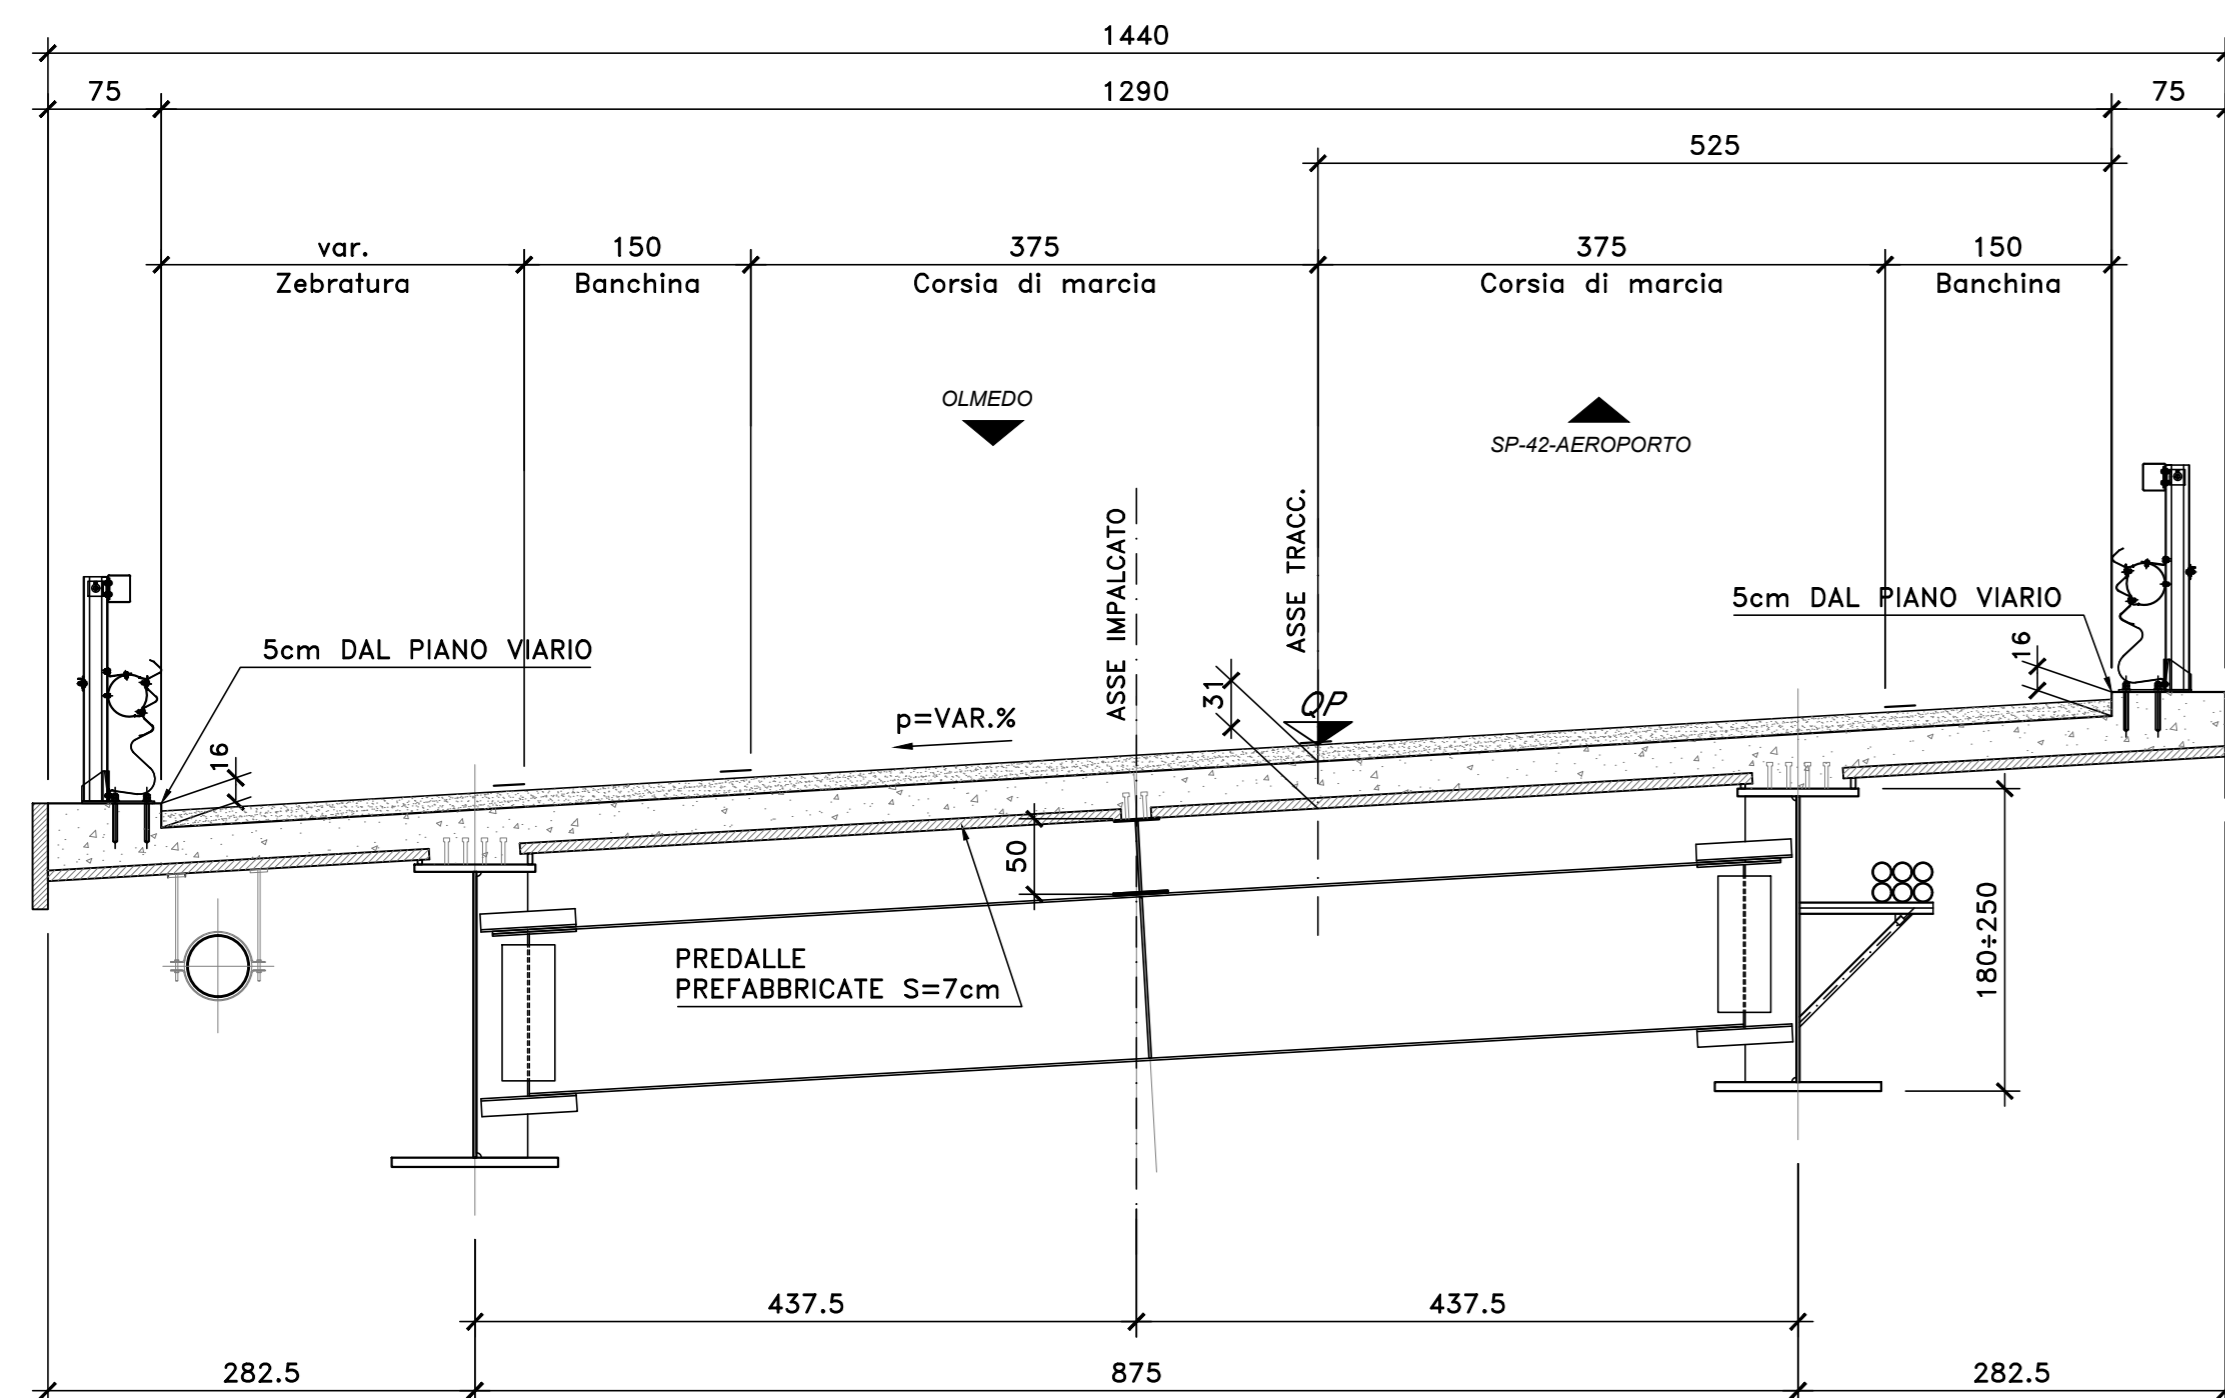 1440
75
1290
75
525
var.
150
375
375
150
Zebratura
Banchina
Corsia di marcia
Corsia di marcia
Banchina
OLMEDO
SP-42-AEROPORTO
ASSE IMPALCATO
ASSE TRACC.
5cm DAL PIANO VIARIO
16
5cm DAL PIANO VIARIO
31
QP
p=VAR.%
16
50
180÷250
PREDALLE
PREFABBRICATE S=7cm
437.5
437.5
282.5
875
282.5